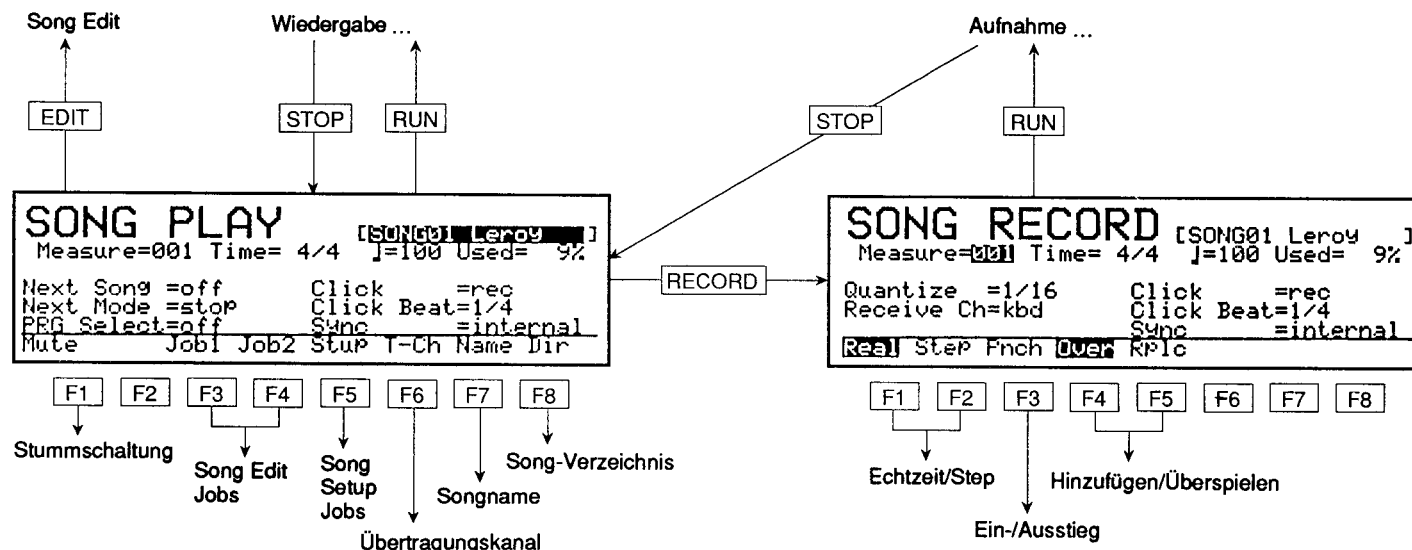 Song Edit
Wiedergabe ...
Aufnahme ...
EDIT
STOP
RUN
STOP
RUN
SONG PLAY
[SONG01 Leroy ]
Measure=001 Time= 4/4 ♩=100 Used= 9%
Next Song =off Click =rec
Next Mode =stop Click Beat=1/4
PRG Select=off Sync =internal
Mute Job1 Job2 Stup T-Ch Name Dir
F1 F2 F3 F4 F5 F6 F7 F8
Stummschaltung
Song Edit
Jobs
Song
Setup
Jobs
Übertragungskanal
Songname
Song-Verzeichnis
RECORD
SONG RECORD
[SONG01 Leroy ]
Measure=001 Time= 4/4 ♩=100 Used= 9%
Quantize =1/16 Click =rec
Receive Ch=kbd Click Beat=1/4
Sync =internal
Real Step Pnch Over Rplc
F1 F2 F3 F4 F5 F6 F7 F8
Echtzeit/Step
Ein-/Ausstieg
Hinzufügen/Überspielen